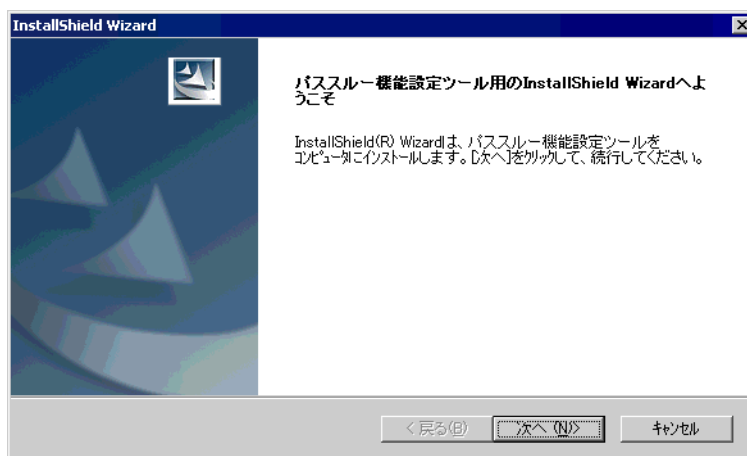 InstallShield Wizard
パススルー機能設定ツール用のInstallShield Wizardへよ
うこそ
InstallShield(R) Wizardは、パススルー機能設定ツールを
コンピュータにインストールします。[次へ]をクリックして、続行してください。
< 戻る(B)
次へ (N)>
キャンセル